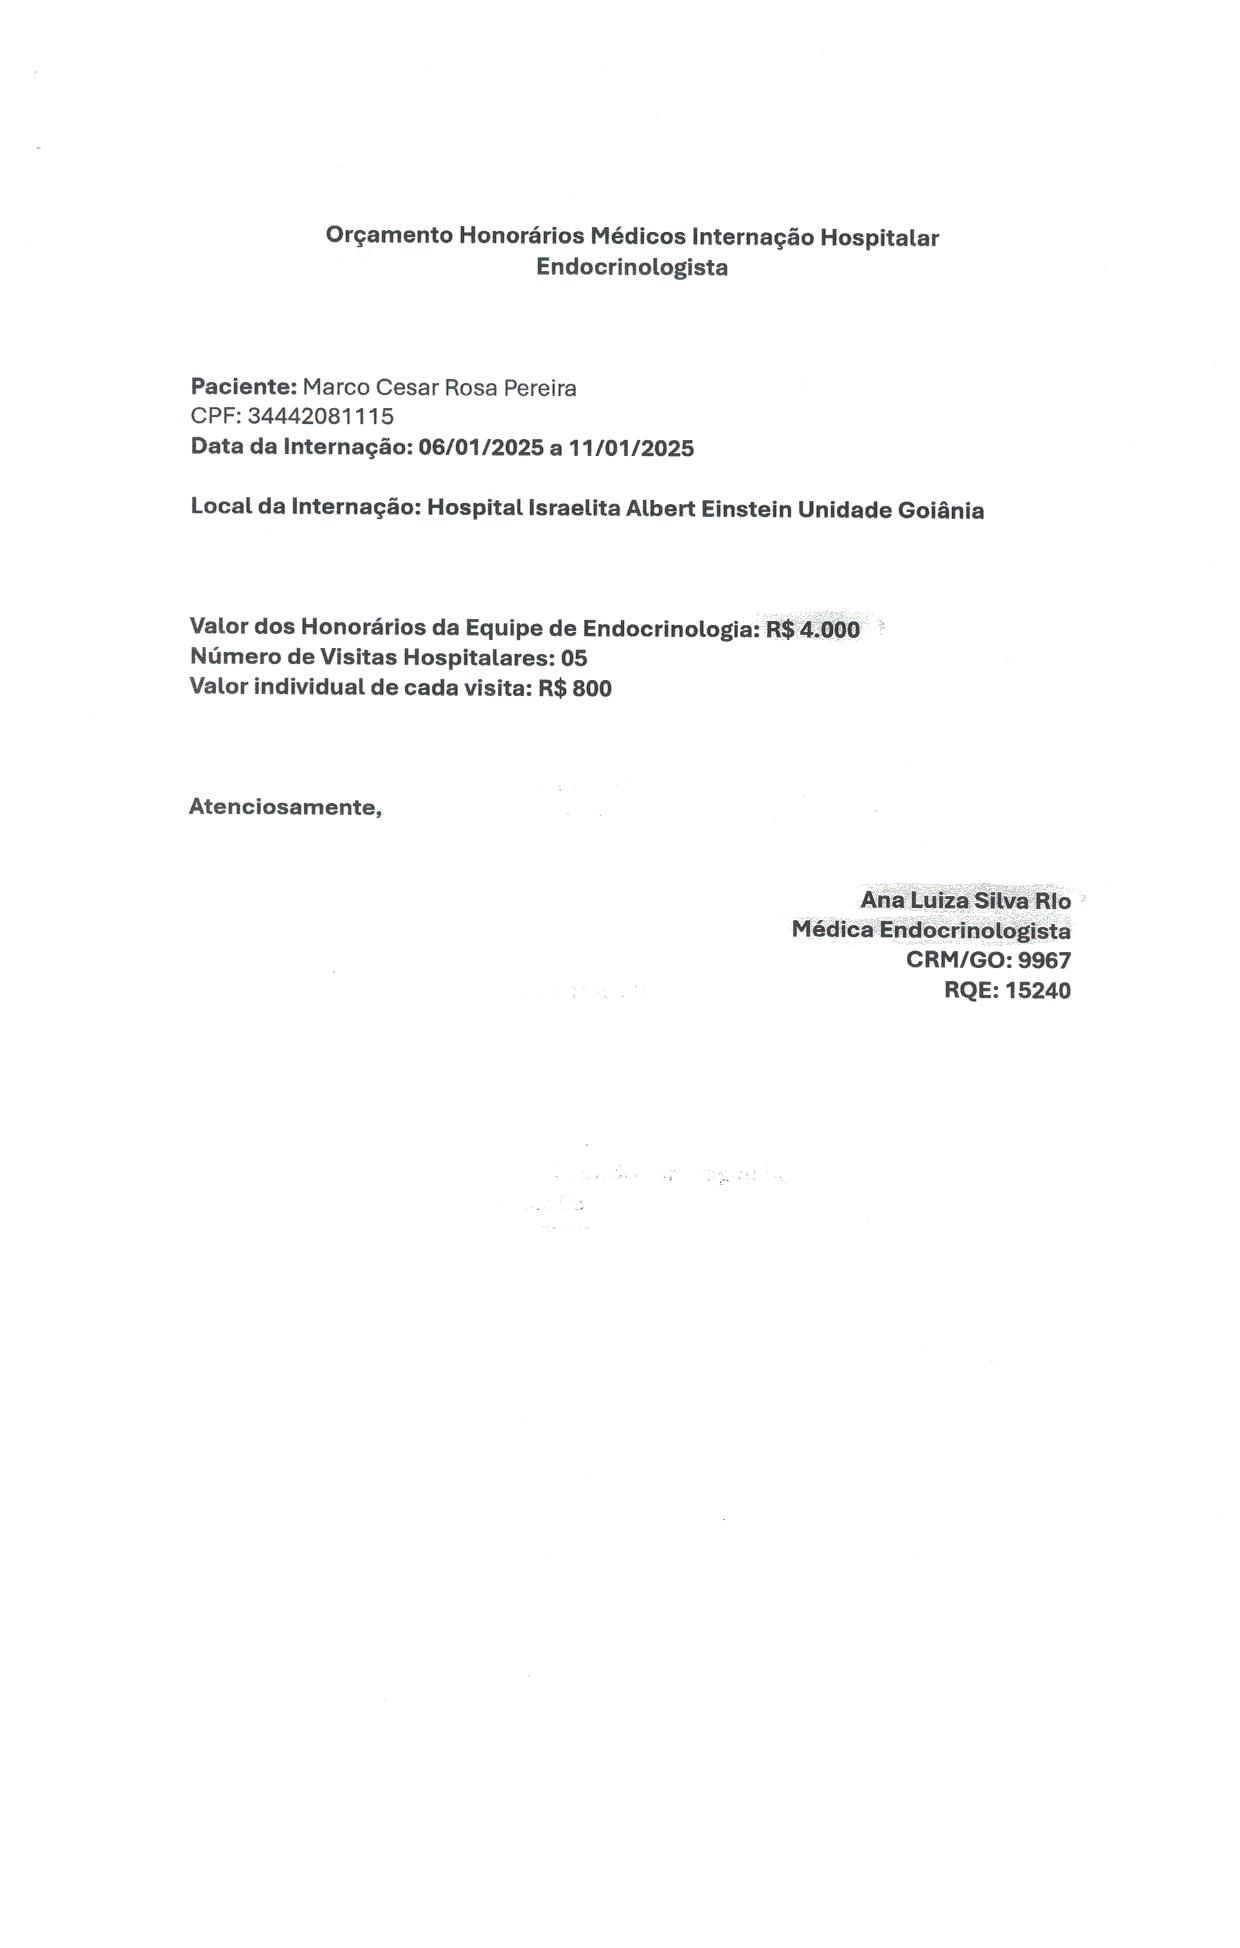 Orçamento Honorários Médicos Internação Hospitalar
Endocrinologista
Paciente: Marco Cesar Rosa Pereira
CPF: 34442081115
Data da Internação: 06/01/2025 a 11/01/2025
Local da Internação: Hospital Israelita Albert Einstein Unidade Goiânia
Valor dos Honorários da Equipe de Endocrinologia: R$ 4.000
Número de Visitas Hospitalares: 05
Valor individual de cada visita: R$ 800
Atenciosamente,
Ana Luiza Silva RIo
Médica Endocrinologista
CRM/GO: 9967
RQE: 15240